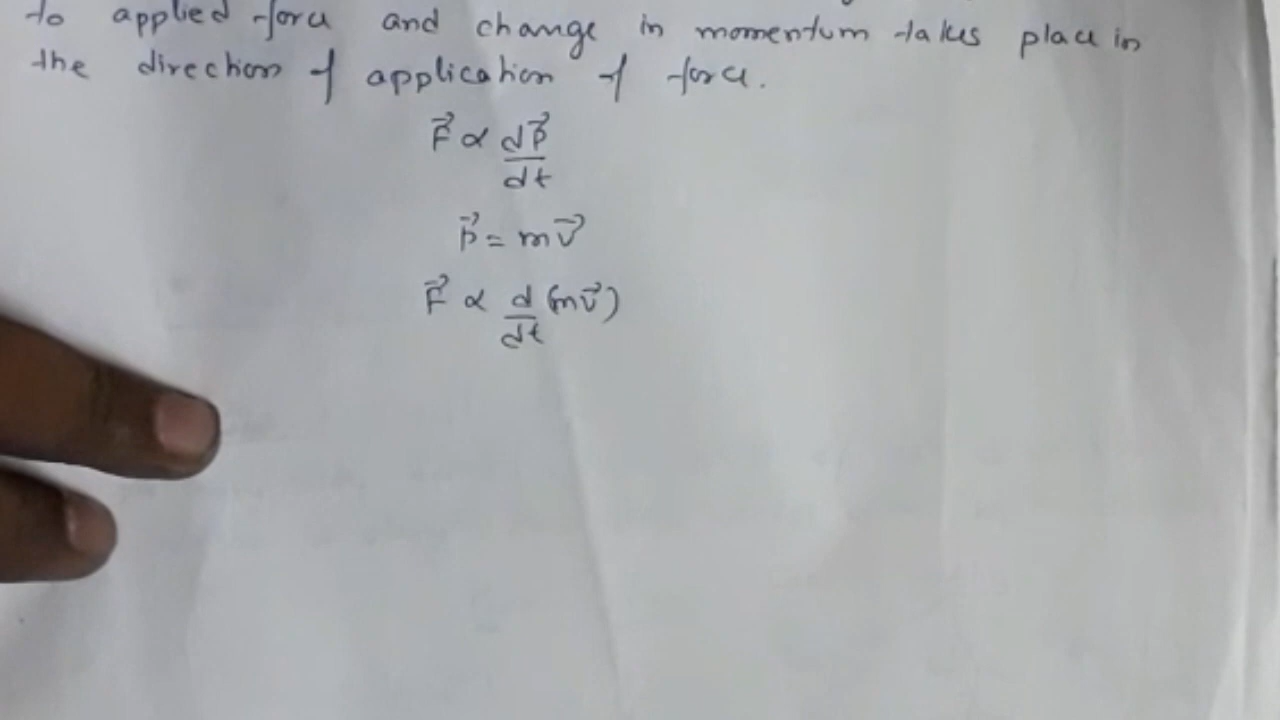 to applied force and change in momentum takes place in
the direction of application of force.
F⃗ ∝ dp⃗/dt
p⃗ = mv⃗
F⃗ ∝ d/dt (mv⃗)